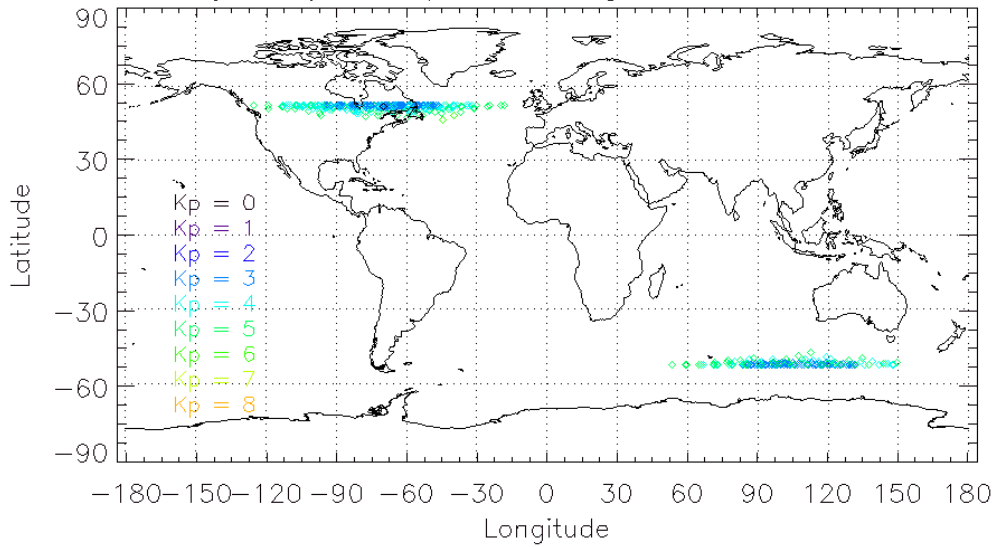 90
60
30
0
−30
−60
−90
Latitude
Kp = 0
Kp = 1
Kp = 2
Kp = 3
Kp = 4
Kp = 5
Kp = 6
Kp = 7
Kp = 8
−180 −150 −120 −90 −60 −30 0 30 60 90 120 150 180
Longitude